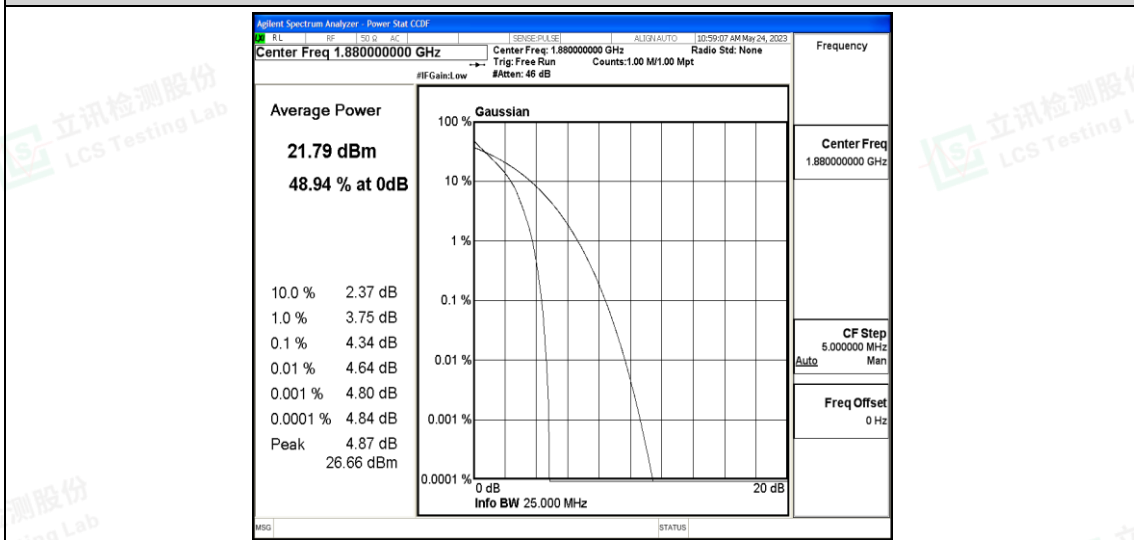 Agilent Spectrum Analyzer - Power Stat CCDF
RL RF 50 Ω AC SENSE:PULSE ALIGN AUTO 10:59:07 AM May 24, 2023
Center Freq 1.880000000 GHz
Center Freq: 1.880000000 GHz Radio Std: None
Trig: Free Run Counts:1.00 M/1.00 Mpt
#IFGain:Low #Atten: 46 dB
Frequency
Average Power
21.79 dBm
48.94 % at 0dB
10.0 % 2.37 dB
1.0 % 3.75 dB
0.1 % 4.34 dB
0.01 % 4.64 dB
0.001 % 4.80 dB
0.0001 % 4.84 dB
Peak 4.87 dB
26.66 dBm
Gaussian
100 %
10 %
1 %
0.1 %
0.01 %
0.001 %
0.0001 %
0 dB 20 dB
Info BW 25.000 MHz
Center Freq
1.880000000 GHz
CF Step
5.000000 MHz
Auto Man
Freq Offset
0 Hz
MSG STATUS
立讯检测股份
LCS Testing Lab
立讯检测股份
LCS Testing L
测股份
ing Lab
立